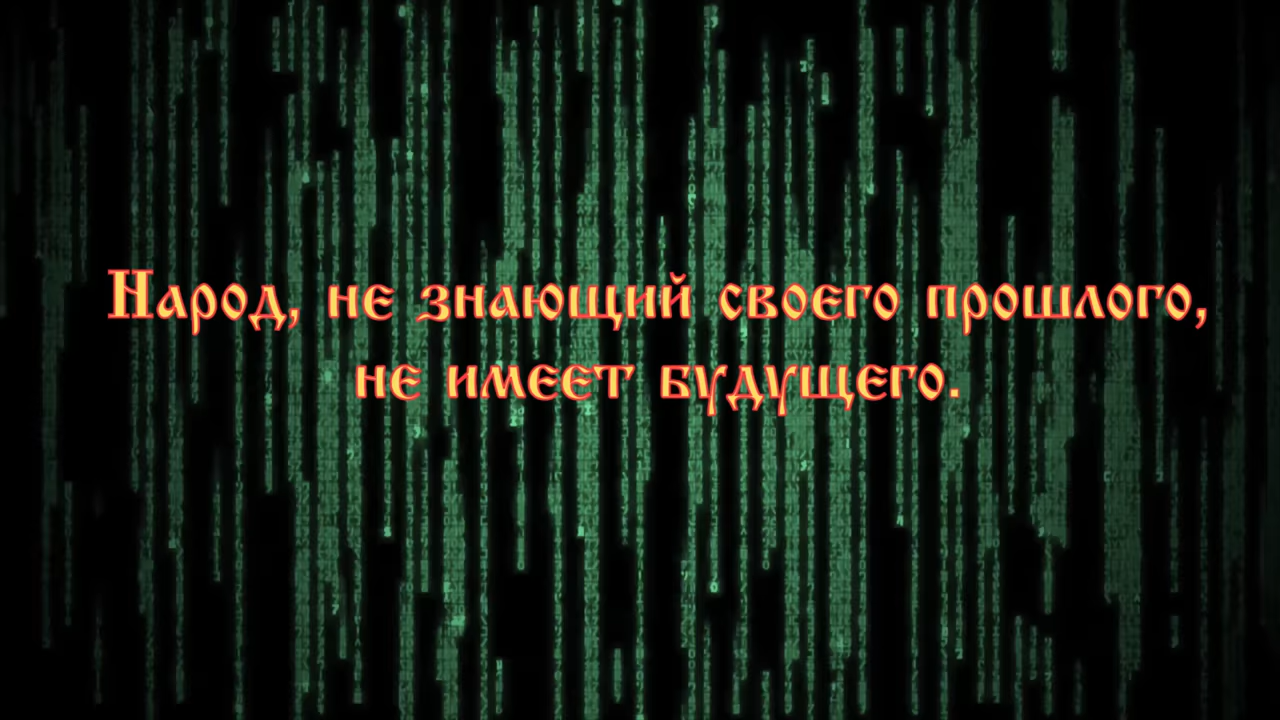 Народ, не знающий своего прошлого,
не имеет будущего.